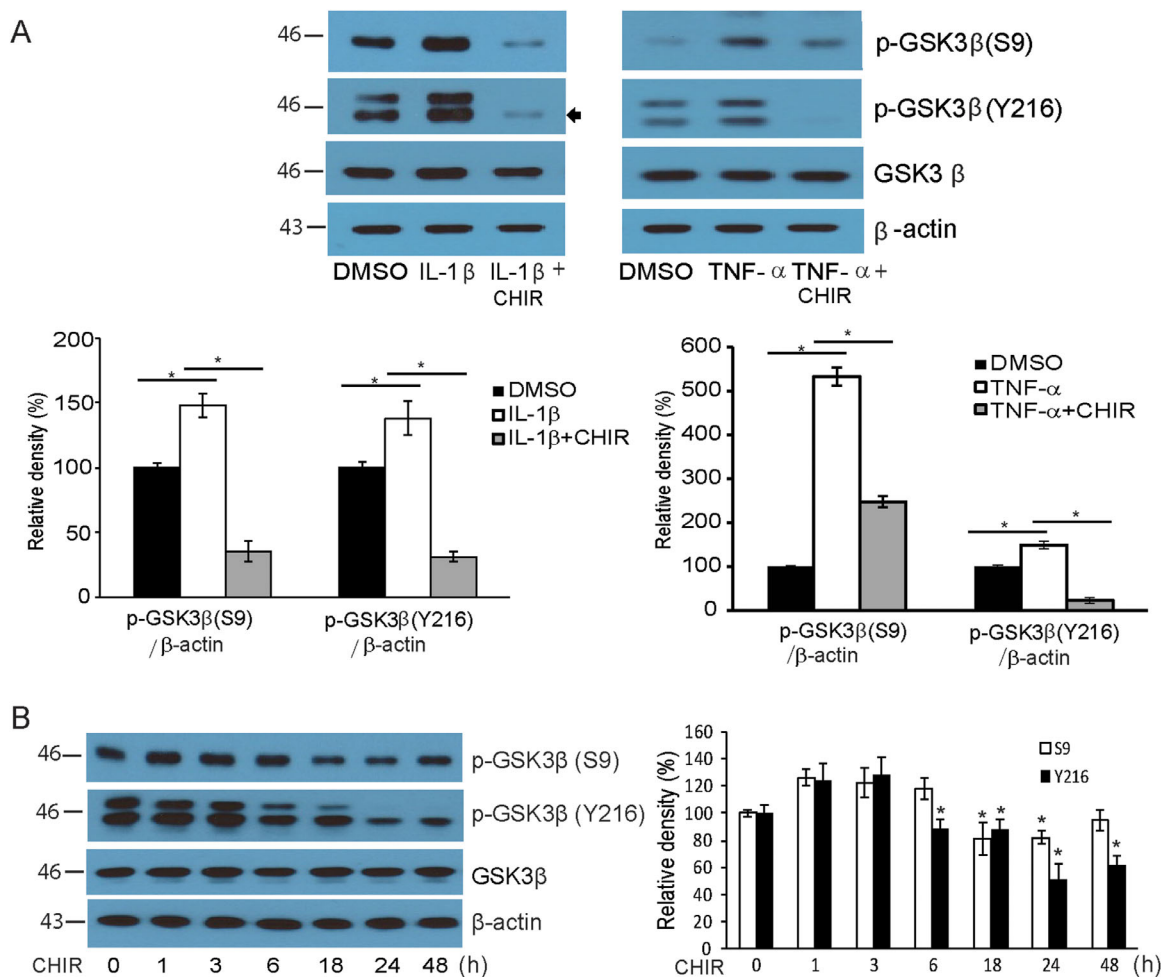 A
46
p-GSK3β(S9)
46
p-GSK3β(Y216)
46
GSK3 β
43
β-actin
DMSO IL-1β IL-1β +
CHIR
DMSO TNF- α TNF- α+
CHIR
200
150
100
50
0
Relative density (%)
* * * *
DMSO
IL-1β
IL-1β+CHIR
p-GSK3β(S9)
/β-actin
p-GSK3β(Y216)
/β-actin
600
500
400
300
200
100
0
Relative density (%)
* * * *
DMSO
TNF-α
TNF-α+CHIR
p-GSK3β(S9)
/β-actin
p-GSK3β(Y216)
/β-actin
B
46
p-GSK3β (S9)
46
p-GSK3β (Y216)
46
GSK3β
43
β-actin
CHIR 0 1 3 6 18 24 48 (h)
160
140
120
100
80
60
40
20
0
Relative density (%)
S9
Y216
* * * * * *
CHIR 0 1 3 6 18 24 48 (h)